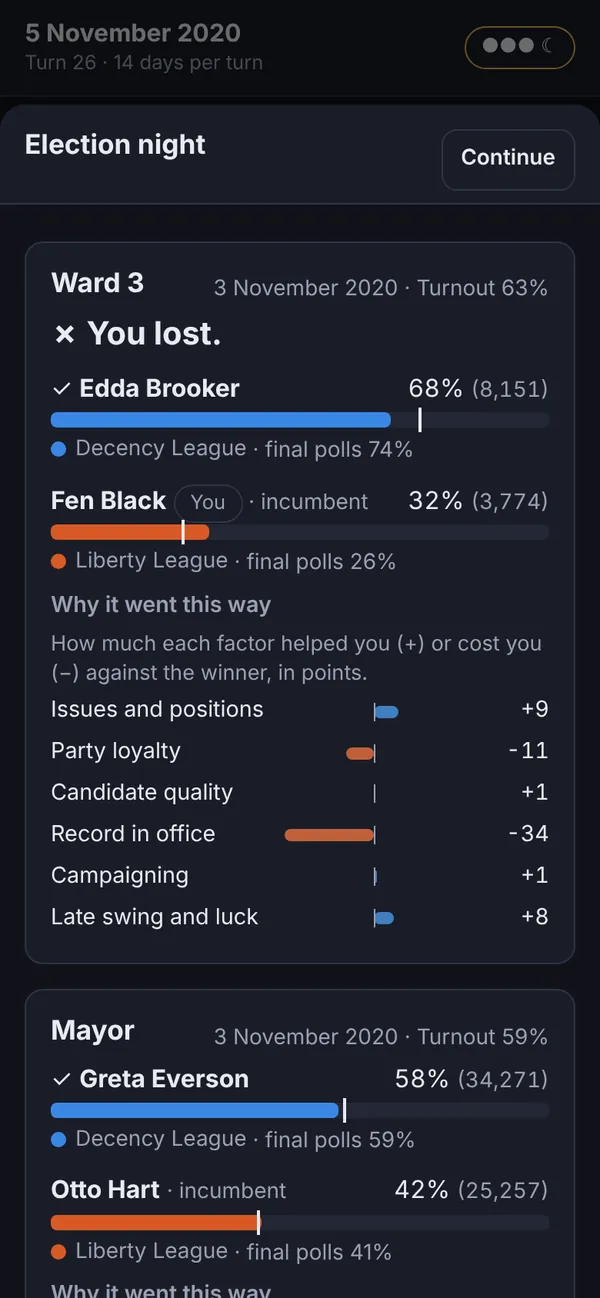 5 November 2020
Turn 26 · 14 days per turn
Election night
Continue
Ward 3
3 November 2020 · Turnout 63%
× You lost.
✓ Edda Brooker 68% (8,151)
Decency League · final polls 74%
Fen Black You · incumbent 32% (3,774)
Liberty League · final polls 26%
Why it went this way
How much each factor helped you (+) or cost you
(−) against the winner, in points.
Issues and positions +9
Party loyalty -11
Candidate quality +1
Record in office -34
Campaigning +1
Late swing and luck +8
Mayor
3 November 2020 · Turnout 59%
✓ Greta Everson 58% (34,271)
Decency League · final polls 59%
Otto Hart · incumbent 42% (25,257)
Liberty League · final polls 41%
Why it went this way